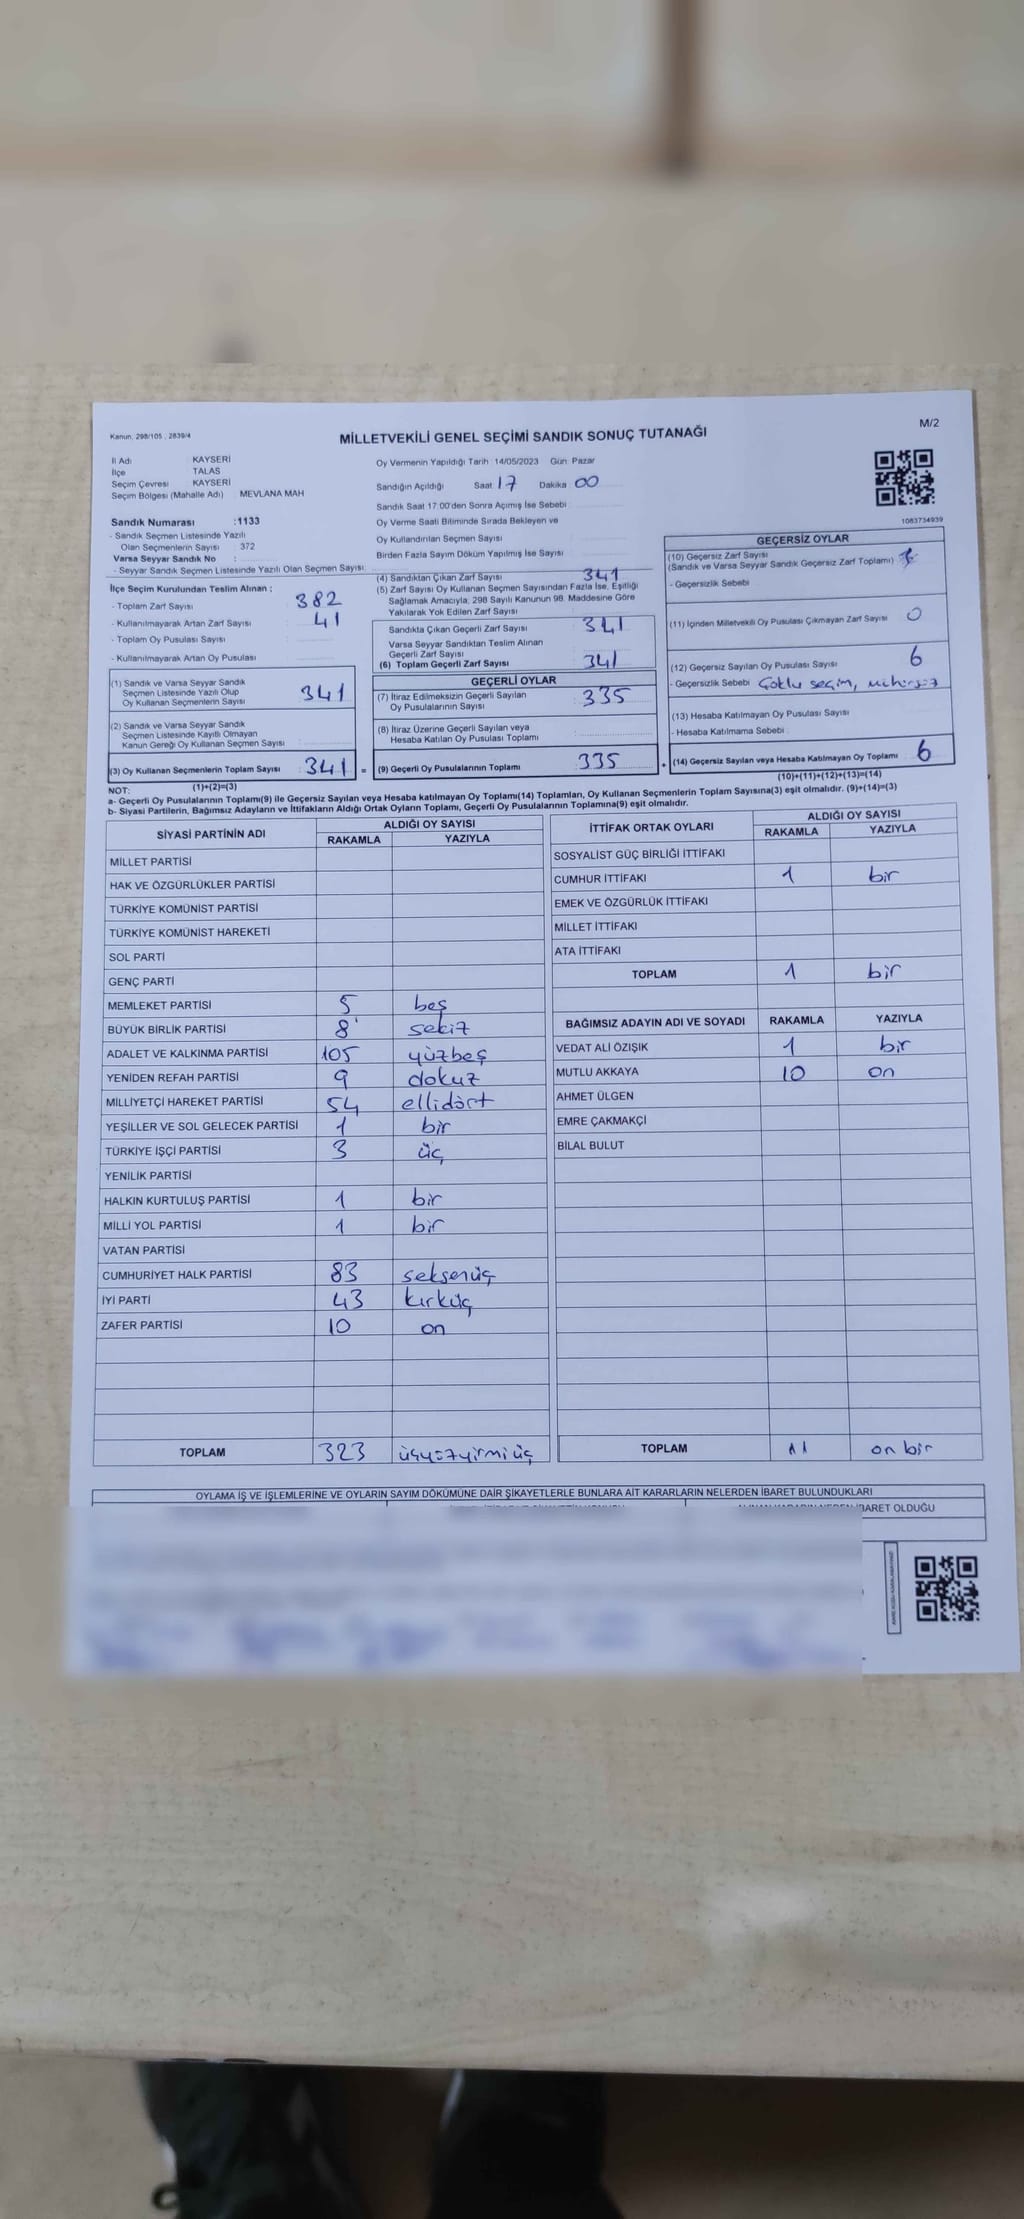 Kanun, 298/105 , 2839/4
MİLLETVEKİLİ GENEL SEÇİMİ SANDIK SONUÇ TUTANAĞI
M/2
İl Adı KAYSERİ
İlçe TALAS
Seçim Çevresi KAYSERİ
Seçim Bölgesi (Mahalle Adı) : MEVLANA MAH
Sandık Numarası :1133
- Sandık Seçmen Listesinde Yazılı
Olan Seçmenlerin Sayısı : 372
Varsa Seyyar Sandık No
- Seyyar Sandık Seçmen Listesinde Yazılı Olan Seçmen Sayısı:
Oy Vermenin Yapıldığı Tarih :14/05/2023 Gün: Pazar
Sandığın Açıldığı Saat: 17 Dakika: 00
Sandık Saat 17:00'den Sonra Açımış İse Sebebi
Oy Verme Saati Bitiminde Sırada Bekleyen ve
Oy Kullandırılan Seçmen Sayısı
Birden Fazla Sayım Döküm Yapılmış İse Sayısı
1083734939
İlçe Seçim Kurulundan Teslim Alınan ;
- Toplam Zarf Sayısı 382
- Kullanılmayarak Artan Zarf Sayısı : 41
- Toplam Oy Pusulası Sayısı
- Kullanılmayarak Artan Oy Pusulası
(1) Sandık ve Varsa Seyyar Sandık
Seçmen Listesinde Yazılı Olup
Oy Kullanan Seçmenlerin Sayısı 341
(2) Sandık ve Varsa Seyyar Sandık
Seçmen Listesinde Kayıtlı Olmayan
Kanun Gereği Oy Kullanan Seçmen Sayısı
(3) Oy Kullanan Seçmenlerin Toplam Sayısı : 341 =
(1)+(2)=(3)
(4) Sandıktan Çıkan Zarf Sayısı 341
(5) Zarf Sayısı Oy Kullanan Seçmen Sayısından Fazla İse, Eşitliği
Sağlamak Amacıyla, 298 Sayılı Kanunun 98. Maddesine Göre
Yakılarak Yok Edilen Zarf Sayısı
Sandıkta Çıkan Geçerli Zarf Sayısı 341
Varsa Seyyar Sandıktan Teslim Alınan
Geçerli Zarf Sayısı
(6) Toplam Geçerli Zarf Sayısı 341
GEÇERLİ OYLAR
(7) İtiraz Edilmeksizin Geçerli Sayılan
Oy Pusulalarının Sayısı 335
(8) İtiraz Üzerine Geçerli Sayılan veya
Hesaba Katılan Oy Pusulası Toplamı
(9) Geçerli Oy Pusulalarının Toplamı : 335 +
GEÇERSİZ OYLAR
(10) Geçersiz Zarf Sayısı
(Sandık ve Varsa Seyyar Sandık Geçersiz Zarf Toplamı)
- Geçersizlik Sebebi
(11) İçinden Milletvekili Oy Pusulası Çıkmayan Zarf Sayısı 0
(12) Geçersiz Sayılan Oy Pusulası Sayısı 6
- Geçersizlik Sebebi Çoklu seçim, mühürsüz
(13) Hesaba Katılmayan Oy Pusulası Sayısı
- Hesaba Katılmama Sebebi
(14) Geçersiz Sayılan veya Hesaba Katılmayan Oy Toplamı 6
(10)+(11)+(12)+(13)=(14)
NOT:
a- Geçerli Oy Pusulalarının Toplamı(9) ile Geçersiz Sayılan veya Hesaba katılmayan Oy Toplamı(14) Toplamları, Oy Kullanan Seçmenlerin Toplam Sayısına(3) eşit olmalıdır. (9)+(14)=(3)
b- Siyasi Partilerin, Bağımsız Adayların ve İttifakların Aldığı Ortak Oyların Toplamı, Geçerli Oy Pusulalarının Toplamına(9) eşit olmalıdır.
SİYASİ PARTİNİN ADI ALDIĞI OY SAYISI
RAKAMLA YAZIYLA
MİLLET PARTİSİ
HAK VE ÖZGÜRLÜKLER PARTİSİ
TÜRKİYE KOMÜNİST PARTİSİ
TÜRKİYE KOMÜNİST HAREKETİ
SOL PARTİ
GENÇ PARTİ
MEMLEKET PARTİSİ 5 beş
BÜYÜK BİRLİK PARTİSİ 8 sekiz
ADALET VE KALKINMA PARTİSİ 105 yüzbeş
YENİDEN REFAH PARTİSİ 9 dokuz
MİLLİYETÇİ HAREKET PARTİSİ 54 ellidört
YEŞİLLER VE SOL GELECEK PARTİSİ 1 bir
TÜRKİYE İŞÇİ PARTİSİ 3 üç
YENİLİK PARTİSİ
HALKIN KURTULUŞ PARTİSİ 1 bir
MİLLİ YOL PARTİSİ 1 bir
VATAN PARTİSİ
CUMHURİYET HALK PARTİSİ 83 seksenüç
İYİ PARTİ 43 kırküç
ZAFER PARTİSİ 10 on
TOPLAM 323 üçyüzyirmiüç
İTTİFAK ORTAK OYLARI ALDIĞI OY SAYISI
RAKAMLA YAZIYLA
SOSYALİST GÜÇ BİRLİĞİ İTTİFAKI
CUMHUR İTTİFAKI 1 bir
EMEK VE ÖZGÜRLÜK İTTİFAKI
MİLLET İTTİFAKI
ATA İTTİFAKI
TOPLAM 1 bir
BAĞIMSIZ ADAYIN ADI VE SOYADI RAKAMLA YAZIYLA
VEDAT ALİ ÖZIŞIK 1 bir
MUTLU AKKAYA 10 on
AHMET ÜLGEN
EMRE ÇAKMAKÇİ
BİLAL BULUT
TOPLAM 11 on bir
OYLAMA İŞ VE İŞLEMLERİNE VE OYLARIN SAYIM DÖKÜMÜNE DAİR ŞİKAYETLERLE BUNLARA AİT KARARLARIN NELERDEN İBARET BULUNDUKLARI
OLDUĞU